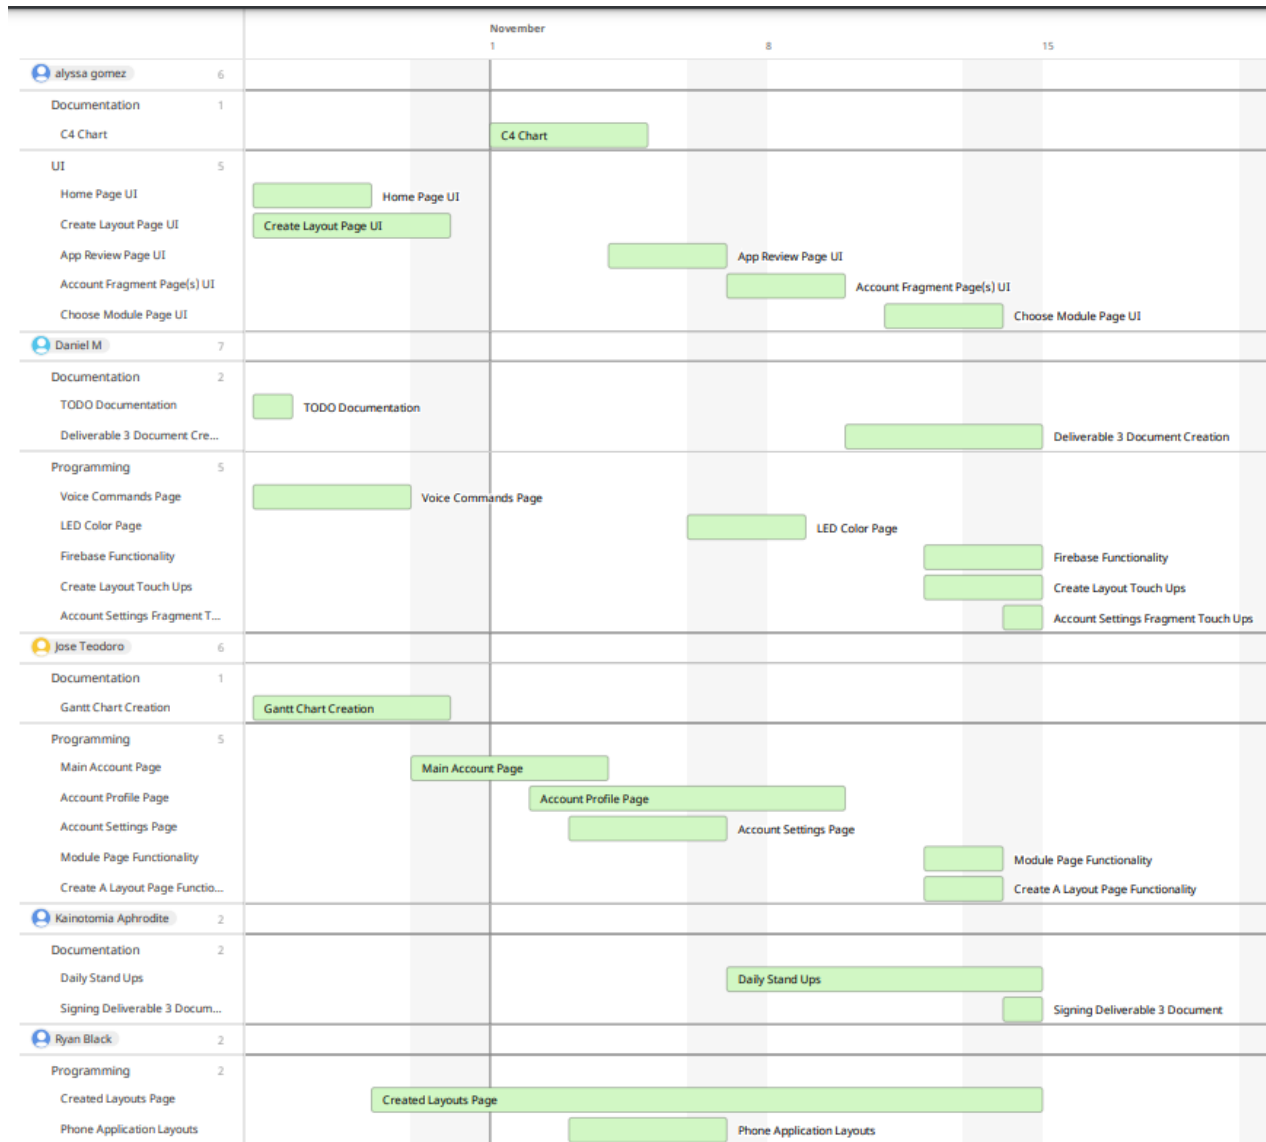 November
1 8 15
alyssa gomez 6
Documentation 1
C4 Chart C4 Chart
UI 5
Home Page UI Home Page UI
Create Layout Page UI Create Layout Page UI
App Review Page UI App Review Page UI
Account Fragment Page(s) UI Account Fragment Page(s) UI
Choose Module Page UI Choose Module Page UI
Daniel M 7
Documentation 2
TODO Documentation TODO Documentation
Deliverable 3 Document Cre... Deliverable 3 Document Creation
Programming 5
Voice Commands Page Voice Commands Page
LED Color Page LED Color Page
Firebase Functionality Firebase Functionality
Create Layout Touch Ups Create Layout Touch Ups
Account Settings Fragment T... Account Settings Fragment Touch Ups
Jose Teodoro 6
Documentation 1
Gantt Chart Creation Gantt Chart Creation
Programming 5
Main Account Page Main Account Page
Account Profile Page Account Profile Page
Account Settings Page Account Settings Page
Module Page Functionality Module Page Functionality
Create A Layout Page Functio... Create A Layout Page Functionality
Kainotomia Aphrodite 2
Documentation 2
Daily Stand Ups Daily Stand Ups
Signing Deliverable 3 Docum... Signing Deliverable 3 Document
Ryan Black 2
Programming 2
Created Layouts Page Created Layouts Page
Phone Application Layouts Phone Application Layouts